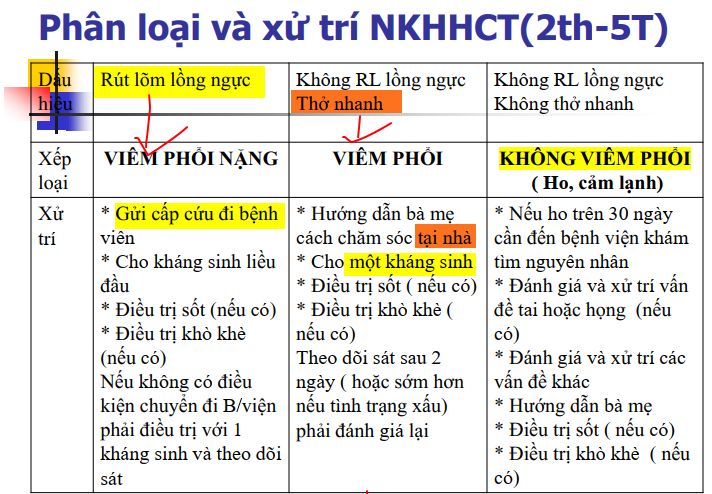 Phân loại và xử trí NKHHCT(2th-5T)
Dấu
hiệu
Rút lõm lồng ngực
Không RL lồng ngực
Thở nhanh
Không RL lồng ngực
Không thở nhanh
Xếp
loại
VIÊM PHỔI NẶNG
VIÊM PHỔI
KHÔNG VIÊM PHỔI
( Ho, cảm lạnh)
Xử
trí
* Gửi cấp cứu đi bệnh
viên
* Cho kháng sinh liều
đầu
* Điều trị sốt (nếu có)
* Điều trị khò khè
(nếu có)
Nếu không có điều
kiện chuyển đi B/viện
phải điều trị với 1
kháng sinh và theo dõi
sát
* Hướng dẫn bà mẹ
cách chăm sóc tại nhà
* Cho một kháng sinh
* Điều trị sốt ( nếu có)
* Điều trị khò khè (
nếu có)
Theo dõi sát sau 2
ngày ( hoặc sớm hơn
nếu tình trạng xấu)
phải đánh giá lại
* Nếu ho trên 30 ngày
cần đến bệnh viện khám
tìm nguyên nhân
* Đánh giá và xử trí vấn
đề tai hoặc họng (nếu
có)
* Đánh giá và xử trí các
vấn đề khác
* Hướng dẫn bà mẹ
* Điều trị sốt ( nếu có)
* Điều trị khò khè ( nếu
có)